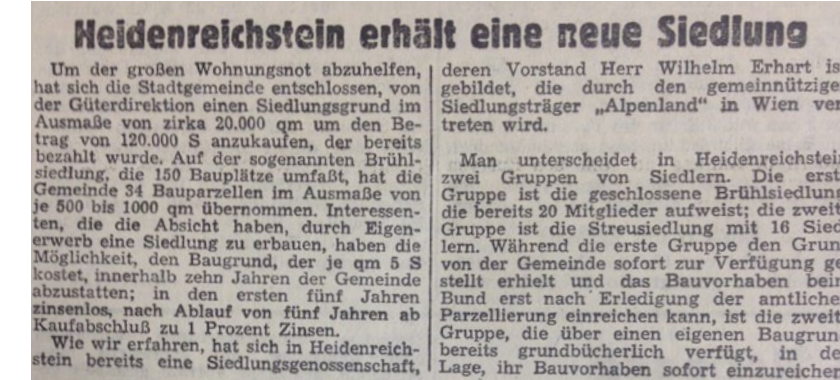 Heidenreichstein erhält eine neue Siedlung
Um der großen Wohnungsnot abzuhelfen,
hat sich die Stadtgemeinde entschlossen, von
der Güterdirektion einen Siedlungsgrund im
Ausmaße von zirka 20.000 qm um den Be-
trag von 120.000 S anzukaufen, der bereits
bezahlt wurde. Auf der sogenannten Brühl-
siedlung, die 150 Bauplätze umfaßt, hat die
Gemeinde 34 Bauparzellen im Ausmaße von
je 500 bis 1000 qm übernommen. Interessen-
ten, die die Absicht haben, durch Eigen-
erwerb eine Siedlung zu erbauen, haben die
Möglichkeit, den Baugrund, der je qm 5 S
kostet, innerhalb zehn Jahren der Gemeinde
abzustatten; in den ersten fünf Jahren
zinsenlos, nach Ablauf von fünf Jahren ab
Kaufabschluß zu 1 Prozent Zinsen.
Wie wir erfahren, hat sich in Heidenreich-
stein bereits eine Siedlungsgenossenschaft,
deren Vorstand Herr Wilhelm Erhart is
gebildet, die durch den gemeinnützige
Siedlungsträger „Alpenland" in Wien ver
treten wird.
Man unterscheidet in Heidenreichstei
zwei Gruppen von Siedlern. Die erst
Gruppe ist die geschlossene Brühlsiedlun
die bereits 20 Mitglieder aufweist; die zweit
Gruppe ist die Streusiedlung mit 16 Sied
lern. Während die erste Gruppe den Grun
von der Gemeinde sofort zur Verfügung ge
stellt erhielt und das Bauvorhaben bei
Bund erst nach Erledigung der amtliche
Parzellierung einreichen kann, ist die zweit
Gruppe, die über einen eigenen Baugrun
bereits grundbücherlich verfügt, in de
Lage, ihr Bauvorhaben sofort einzureiche